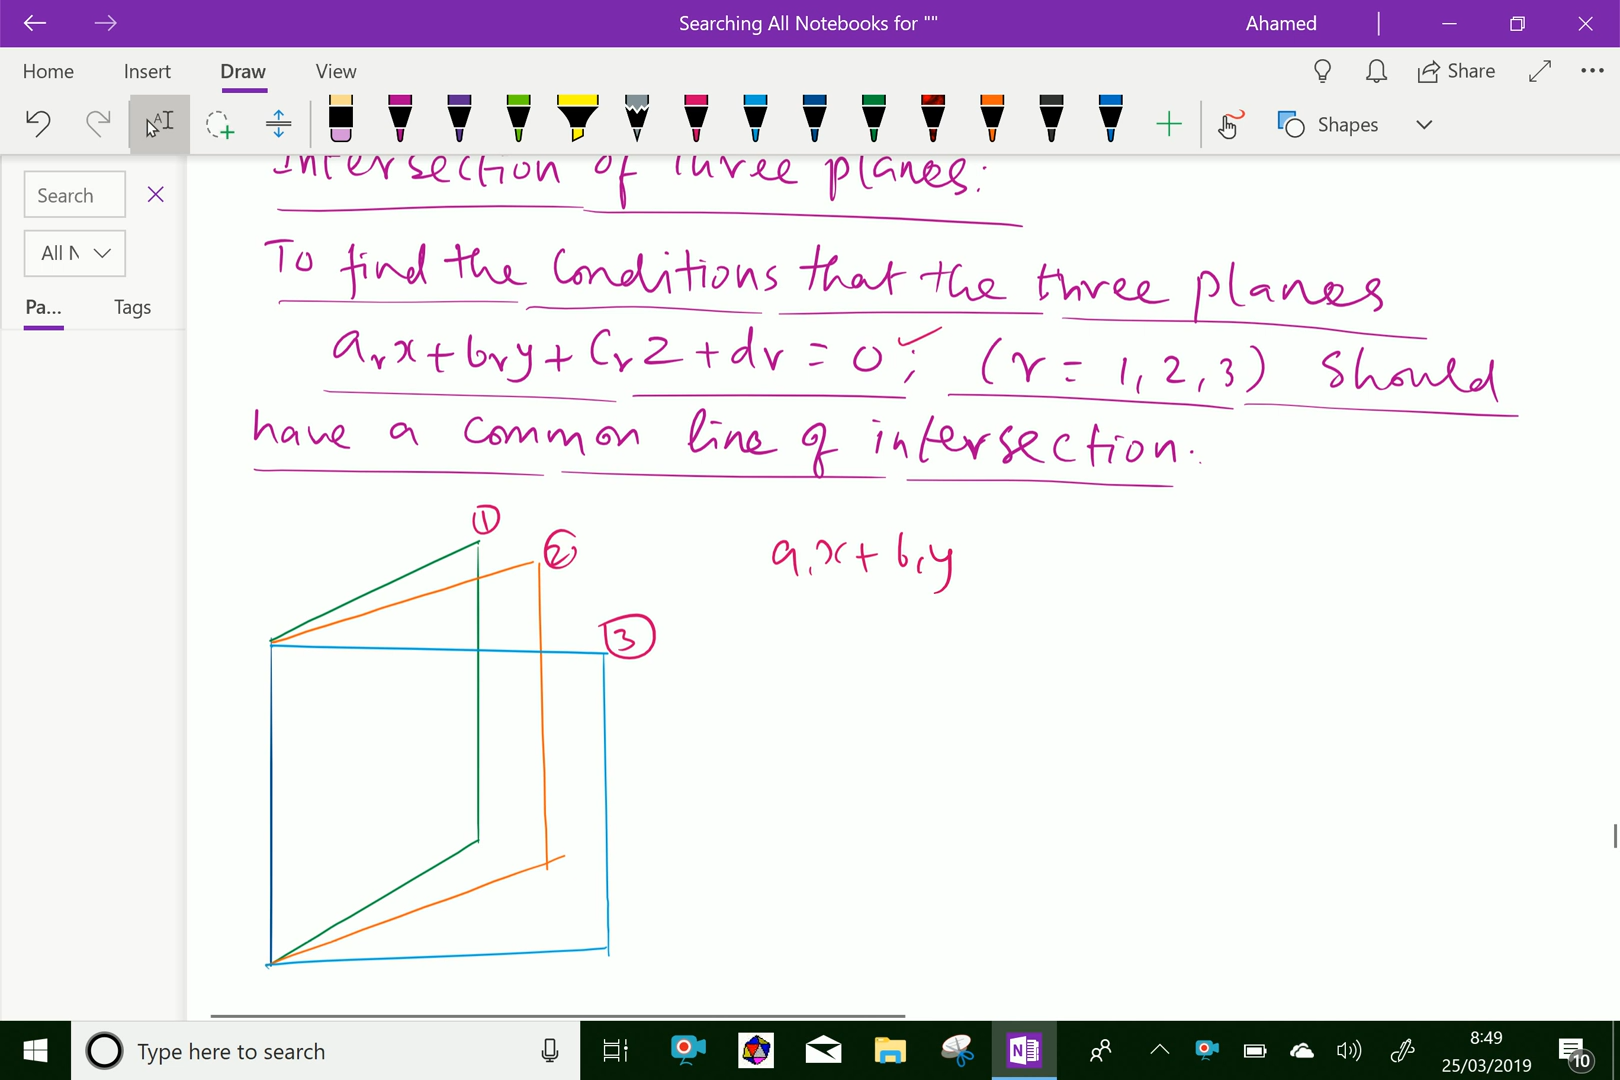 Searching All Notebooks for ""
Ahamed
Home Insert Draw View
Share
Shapes
Search
All N
Pa... Tags
Intersection of Three planes:
To find the conditions that the three planes
aᵣx + bᵣy + Cᵣz + dᵣ = 0 ; (r = 1, 2, 3) should
have a common line of intersection.
① ② ③
a₁x + b₁y
Type here to search
8:49
25/03/2019
10